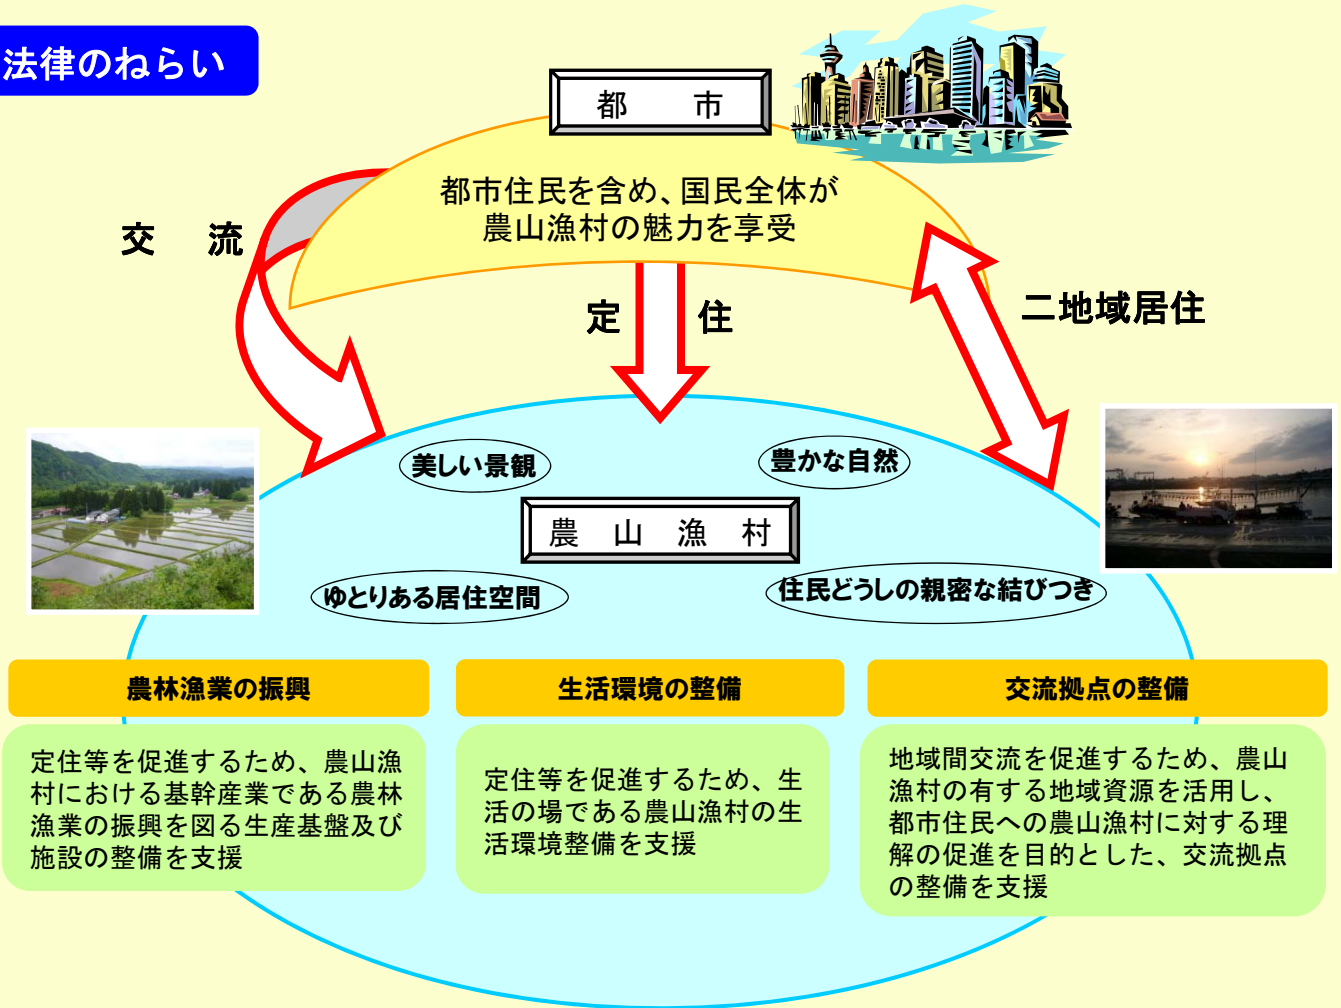 法律のねらい
都　市
都市住民を含め、国民全体が
農山漁村の魅力を享受
交　流
定　住
二地域居住
美しい景観
豊かな自然
農　山　漁　村
ゆとりある居住空間
住民どうしの親密な結びつき
農林漁業の振興
定住等を促進するため、農山漁
村における基幹産業である農林
漁業の振興を図る生産基盤及び
施設の整備を支援
生活環境の整備
定住等を促進するため、生
活の場である農山漁村の生
活環境整備を支援
交流拠点の整備
地域間交流を促進するため、農山
漁村の有する地域資源を活用し、
都市住民への農山漁村に対する理
解の促進を目的とした、交流拠点
の整備を支援